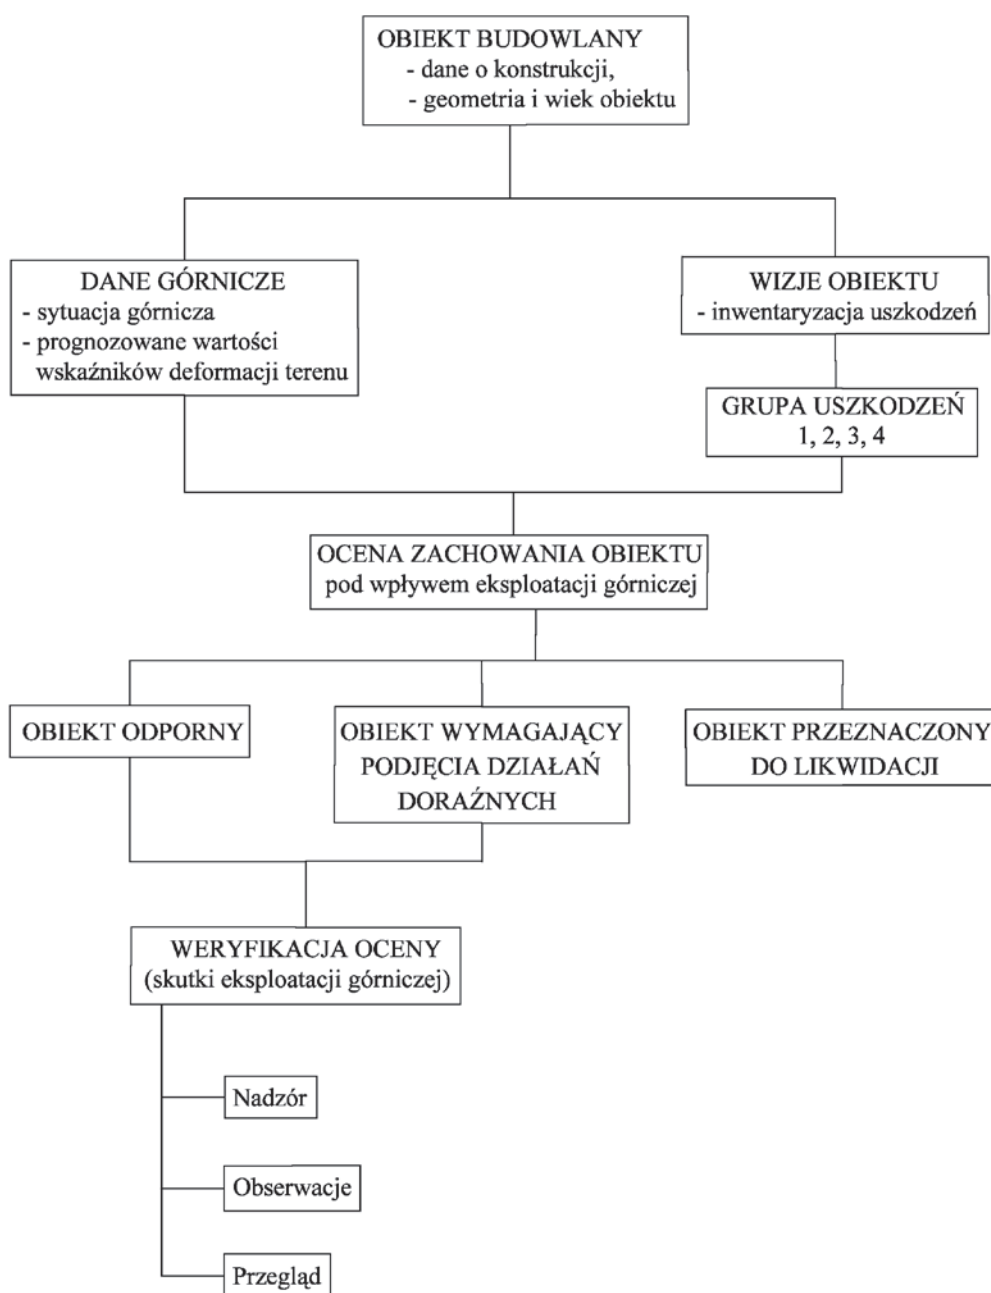 OBIEKT BUDOWLANY
- dane o konstrukcji,
- geometria i wiek obiektu
DANE GÓRNICZE
- sytuacja górnicza
- prognozowane wartości
wskaźników deformacji terenu
WIZJE OBIEKTU
- inwentaryzacja uszkodzeń
GRUPA USZKODZEŃ
1, 2, 3, 4
OCENA ZACHOWANIA OBIEKTU
pod wpływem eksploatacji górniczej
OBIEKT ODPORNY
OBIEKT WYMAGAJĄCY
PODJĘCIA DZIAŁAŃ
DORAŹNYCH
OBIEKT PRZEZNACZONY
DO LIKWIDACJI
WERYFIKACJA OCENY
(skutki eksploatacji górniczej)
Nadzór
Obserwacje
Przegląd